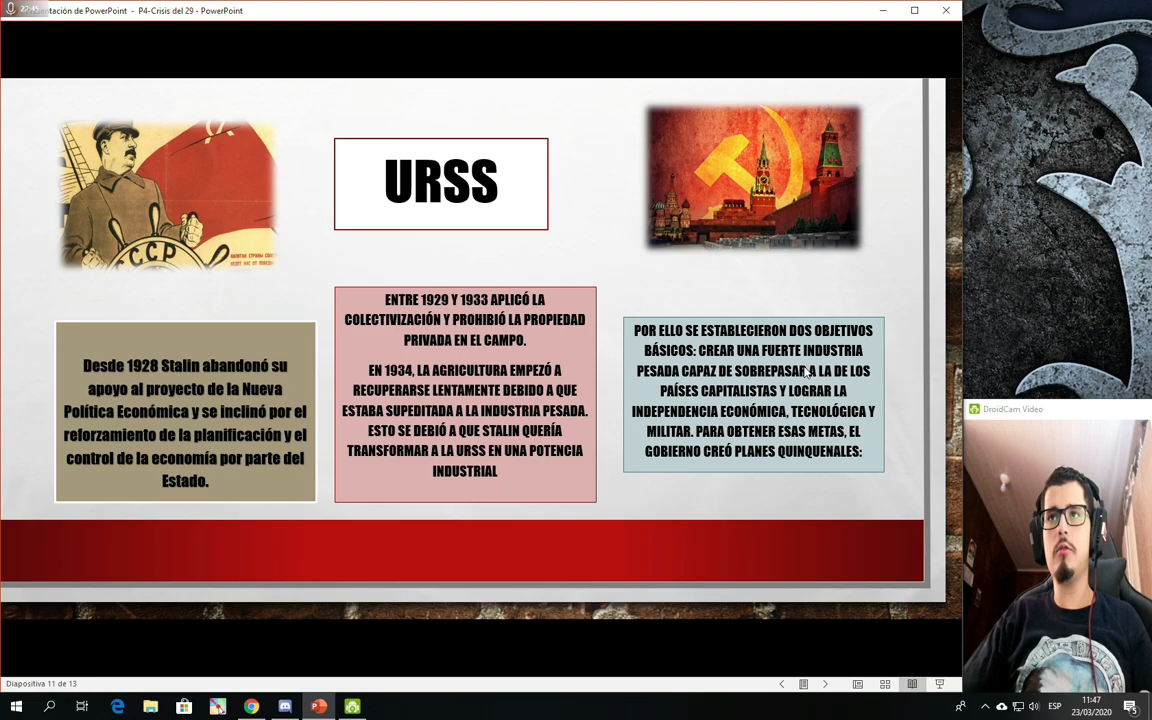 22:45
tación de PowerPoint - P4-Crisis del 29 - PowerPoint
URSS
CCCP
Desde 1928 Stalin abandonó su
apoyo al proyecto de la Nueva
Política Económica y se inclinó por el
reforzamiento de la planificación y el
control de la economía por parte del
Estado.
ENTRE 1929 Y 1933 APLICÓ LA
COLECTIVIZACIÓN Y PROHIBIÓ LA PROPIEDAD
PRIVADA EN EL CAMPO.
EN 1934, LA AGRICULTURA EMPEZÓ A
RECUPERARSE LENTAMENTE DEBIDO A QUE
ESTABA SUPEDITADA A LA INDUSTRIA PESADA.
ESTO SE DEBIÓ A QUE STALIN QUERÍA
TRANSFORMAR A LA URSS EN UNA POTENCIA
INDUSTRIAL
POR ELLO SE ESTABLECIERON DOS OBJETIVOS
BÁSICOS: CREAR UNA FUERTE INDUSTRIA
PESADA CAPAZ DE SOBREPASAR A LA DE LOS
PAÍSES CAPITALISTAS Y LOGRAR LA
INDEPENDENCIA ECONÓMICA, TECNOLÓGICA Y
MILITAR. PARA OBTENER ESAS METAS, EL
GOBIERNO CREÓ PLANES QUINQUENALES:
DroidCam Video
Diapositiva 11 de 13
ESP
11:47
23/03/2020
5